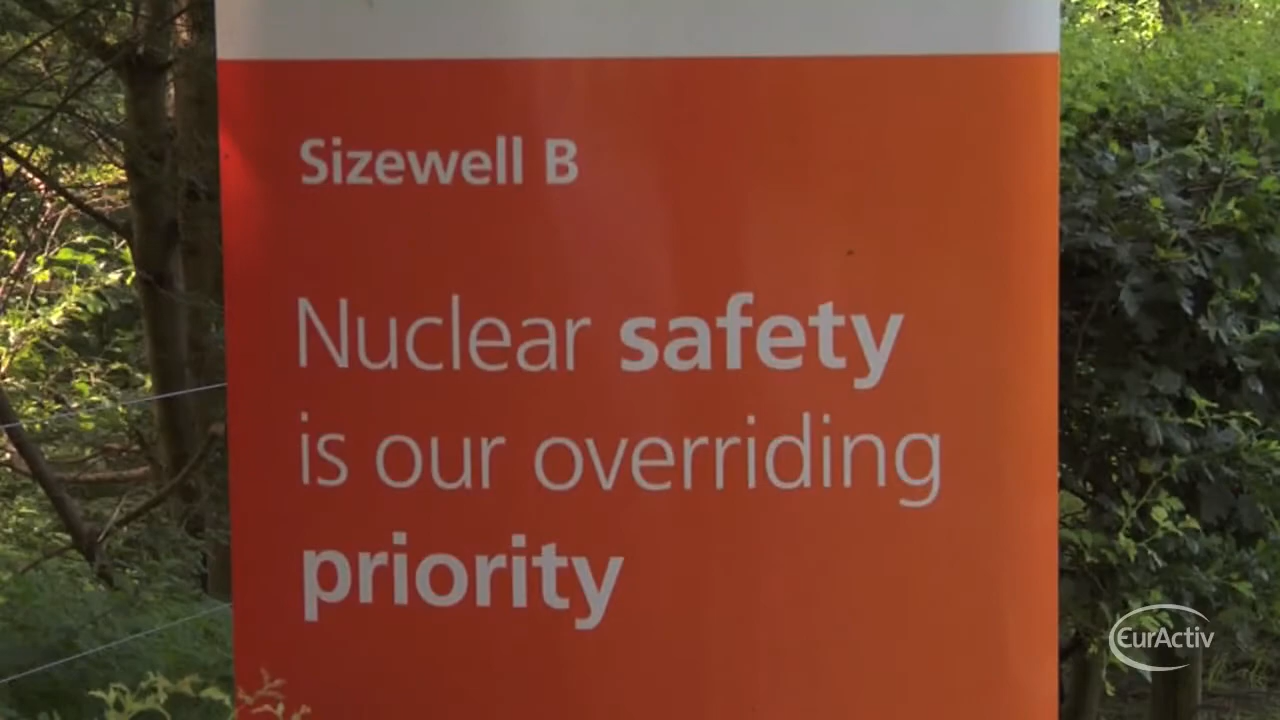 Sizewell B
Nuclear safety
is our overriding
priority
EurActiv